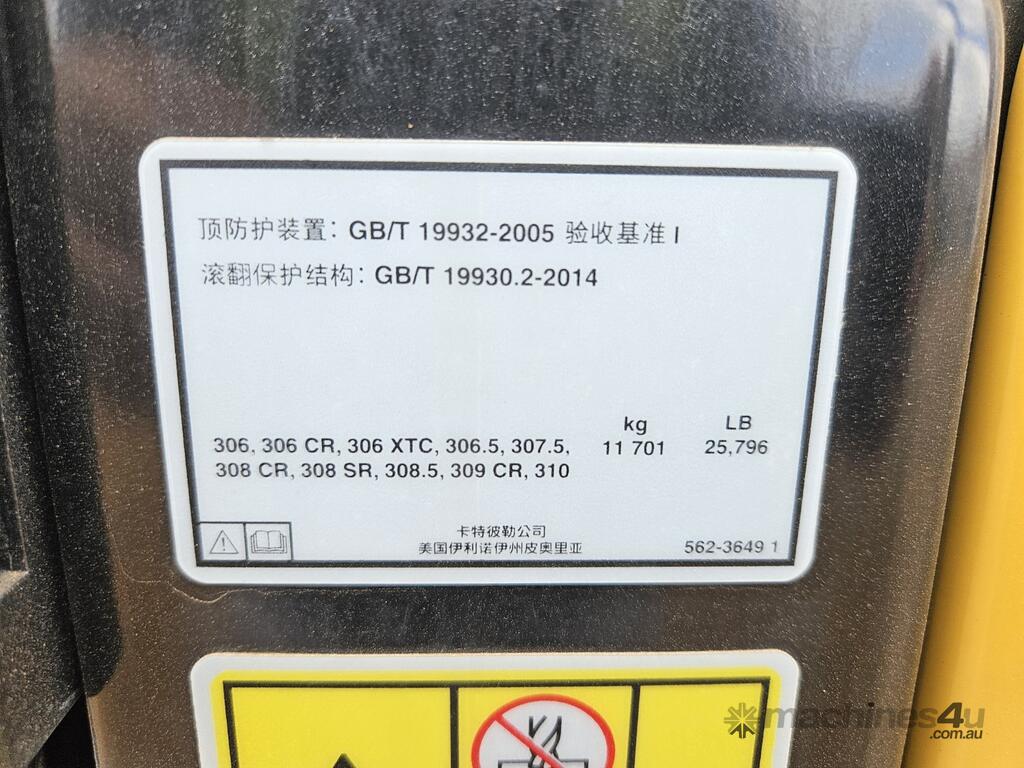 顶防护装置: GB/T 19932-2005 验收基准 I
滚翻保护结构: GB/T 19930.2-2014
kg LB
306, 306 CR, 306 XTC, 306.5, 307.5, 11 701 25,796
308 CR, 308 SR, 308.5, 309 CR, 310
卡特彼勒公司
美国伊利诺伊州皮奥里亚 562-3649 1
machines4u
.com.au